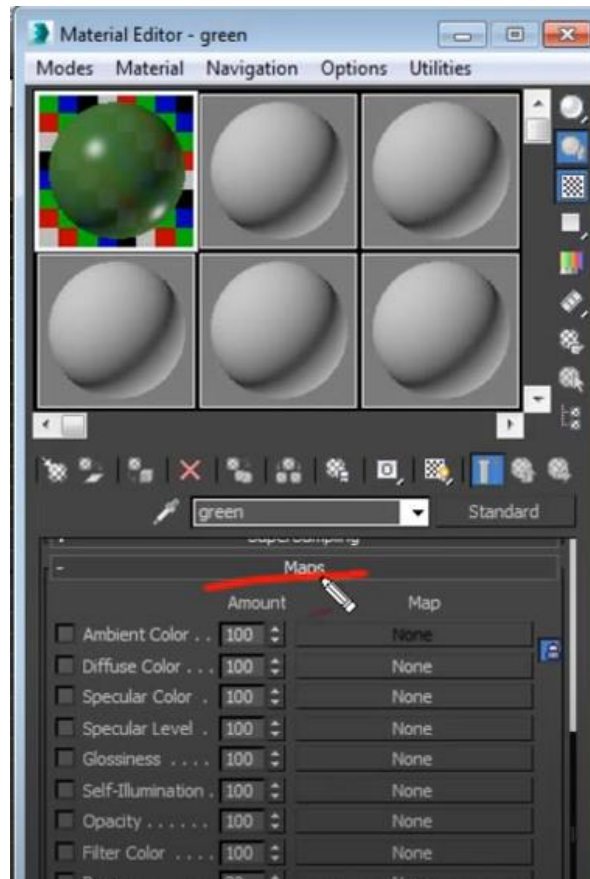 Material Editor - green
Modes Material Navigation Options Utilities
green Standard
SuperSampling
- Maps
Amount Map
Ambient Color . . 100 None
Diffuse Color . . . 100 None
Specular Color . 100 None
Specular Level . 100 None
Glossiness . . . . 100 None
Self-Illumination . 100 None
Opacity . . . . . . 100 None
Filter Color . . . . 100 None